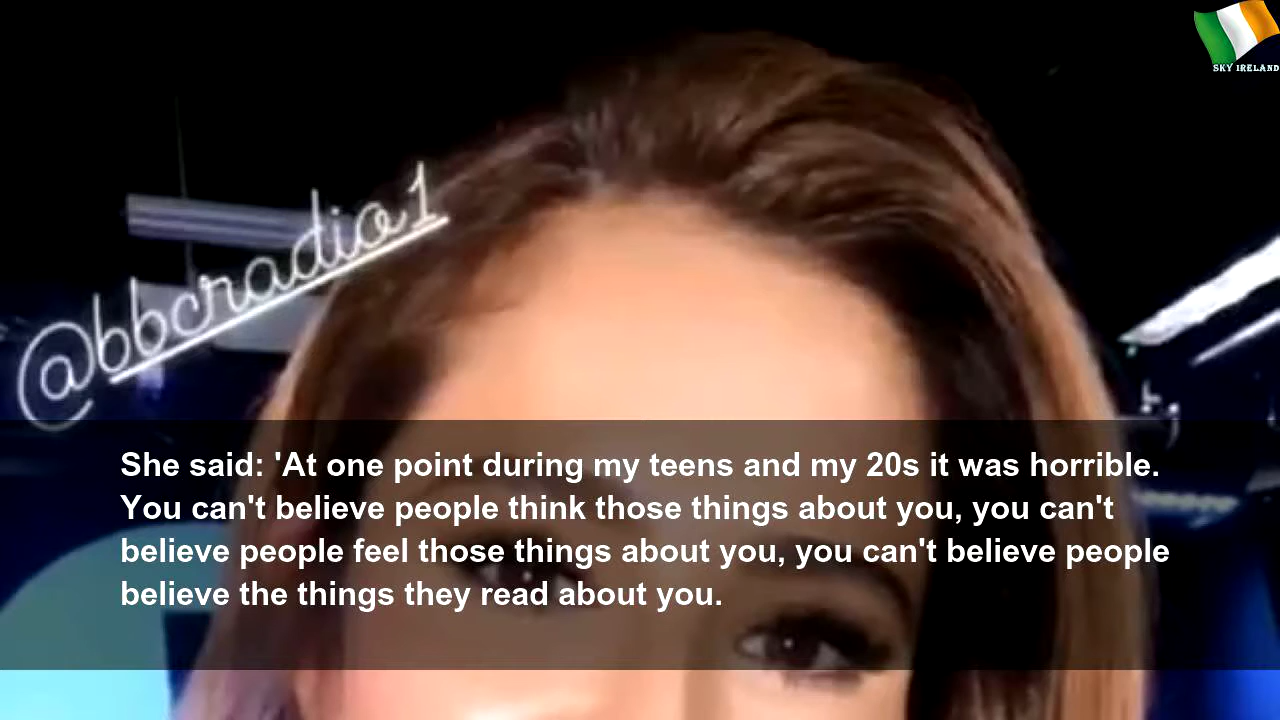 SKY IRELAND
@bbcradio1
She said: 'At one point during my teens and my 20s it was horrible.
You can't believe people think those things about you, you can't
believe people feel those things about you, you can't believe people
believe the things they read about you.